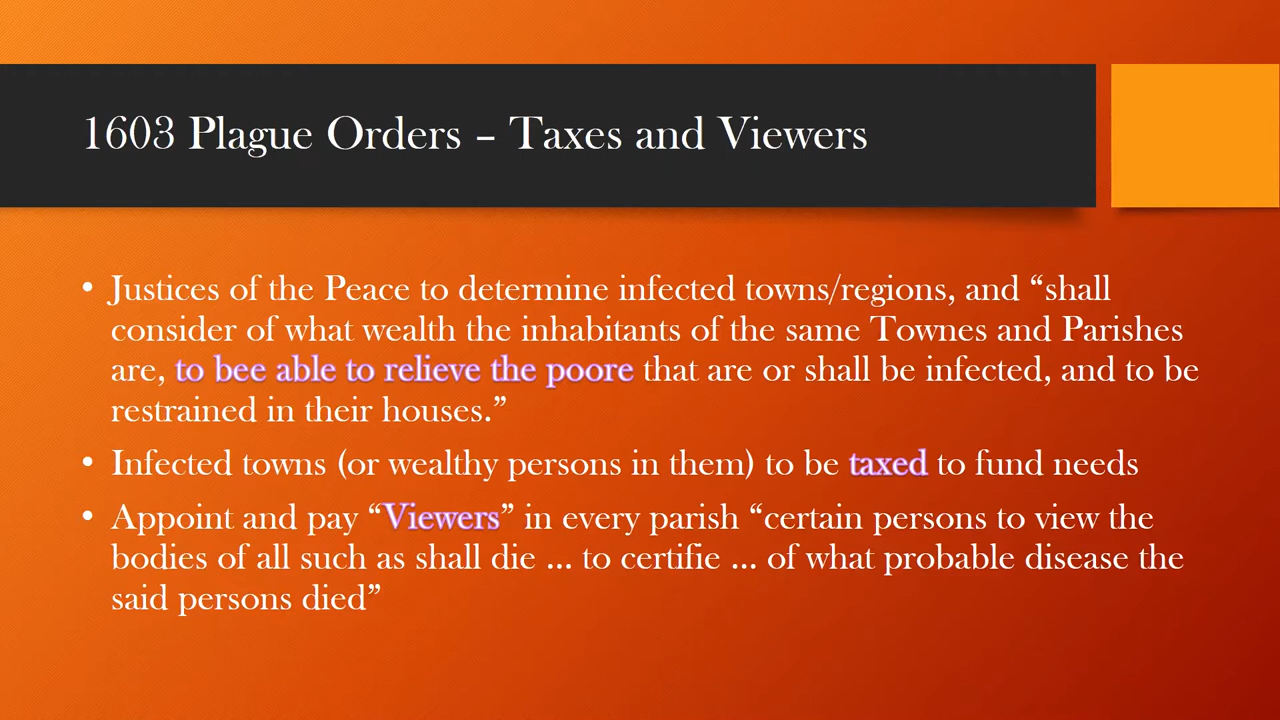 1603 Plague Orders – Taxes and Viewers
• Justices of the Peace to determine infected towns/regions, and “shall
consider of what wealth the inhabitants of the same Townes and Parishes
are, to bee able to relieve the poore that are or shall be infected, and to be
restrained in their houses.”
• Infected towns (or wealthy persons in them) to be taxed to fund needs
• Appoint and pay “Viewers” in every parish “certain persons to view the
bodies of all such as shall die ... to certifie ... of what probable disease the
said persons died”